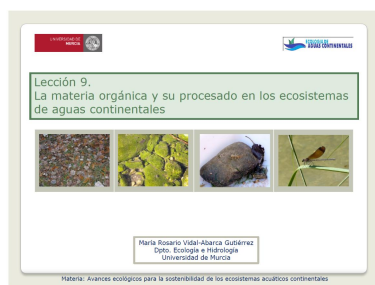 UNIVERSIDAD DE
MURCIA
ECOLOGÍA DE
AGUAS CONTINENTALES
Lección 9.
La materia orgánica y su procesado en los ecosistemas
de aguas continentales
María Rosario Vidal-Abarca Gutiérrez
Dpto. Ecología e Hidrología
Universidad de Murcia
Materia: Avances ecológicos para la sostenibilidad de los ecosistemas acuáticos continentales